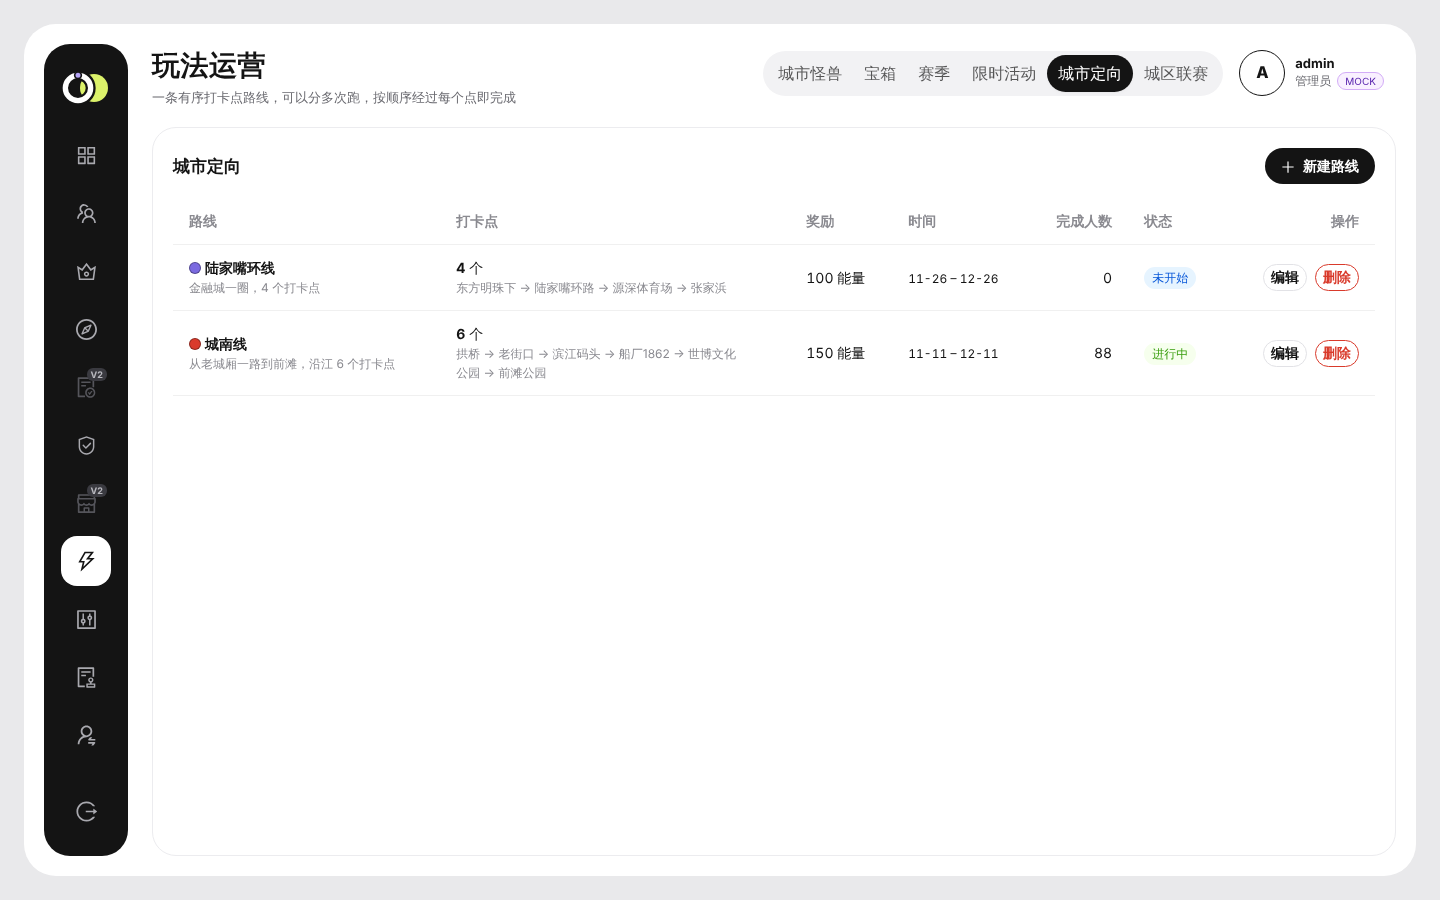 玩法运营
一条有序打卡点路线，可以分多次跑，按顺序经过每个点即完成
城市怪兽 宝箱 赛季 限时活动 城市定向 城区联赛
A
admin
管理员 MOCK
V2
V2
城市定向
新建路线
路线 打卡点 奖励 时间 完成人数 状态 操作
陆家嘴环线
金融城一圈，4 个打卡点
4 个
东方明珠下 → 陆家嘴环路 → 源深体育场 → 张家浜
100 能量 11-26 – 12-26 0 未开始 编辑 删除
城南线
从老城厢一路到前滩，沿江 6 个打卡点
6 个
拱桥 → 老街口 → 滨江码头 → 船厂1862 → 世博文化
公园 → 前滩公园
150 能量 11-11 – 12-11 88 进行中 编辑 删除